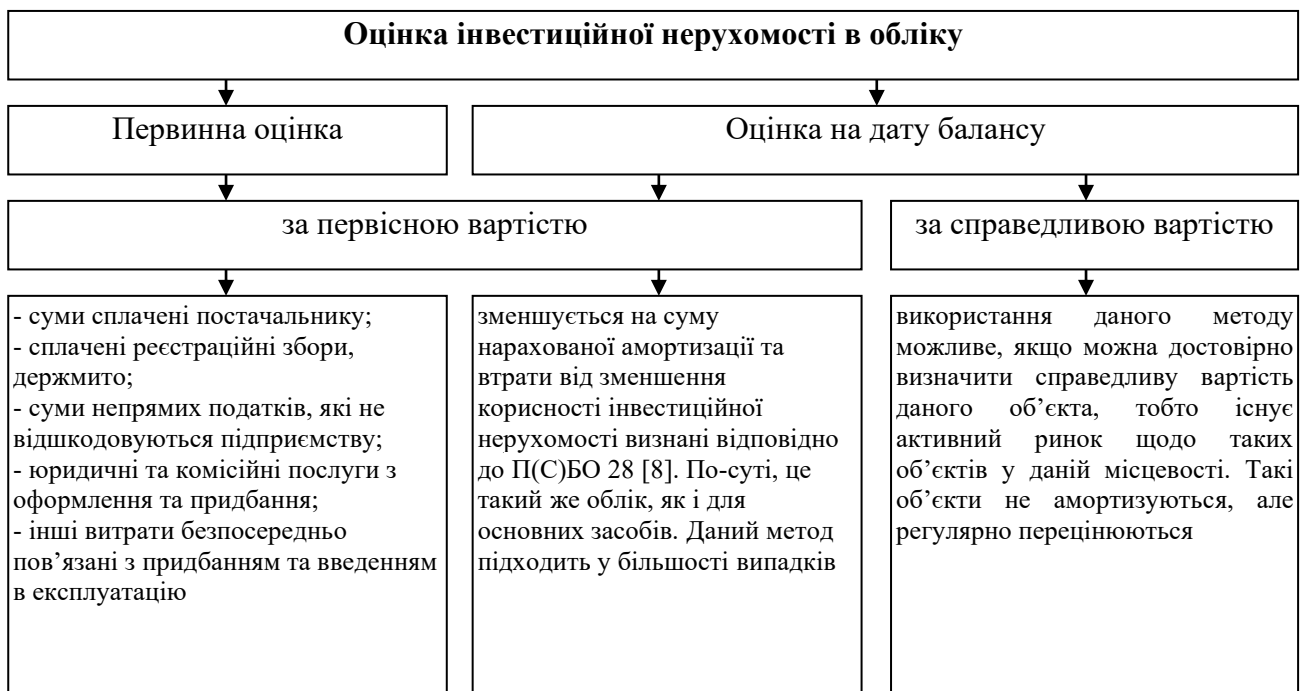 Оцінка інвестиційної нерухомості в обліку
Первинна оцінка
Оцінка на дату балансу
за первісною вартістю
за справедливою вартістю
- суми сплачені постачальнику;
- сплачені реєстраційні збори,
держмито;
- суми непрямих податків, які не
відшкодовуються підприємству;
- юридичні та комісійні послуги з
оформлення та придбання;
- інші витрати безпосередньо
пов’язані з придбанням та введенням
в експлуатацію
зменшується на суму
нарахованої амортизації та
втрати від зменшення
корисності інвестиційної
нерухомості визнані відповідно
до П(С)БО 28 [8]. По-суті, це
такий же облік, як і для
основних засобів. Даний метод
підходить у більшості випадків
використання даного методу
можливе, якщо можна достовірно
визначити справедливу вартість
даного об’єкта, тобто існує
активний ринок щодо таких
об’єктів у даній місцевості. Такі
об’єкти не амортизуються, але
регулярно перецінюються